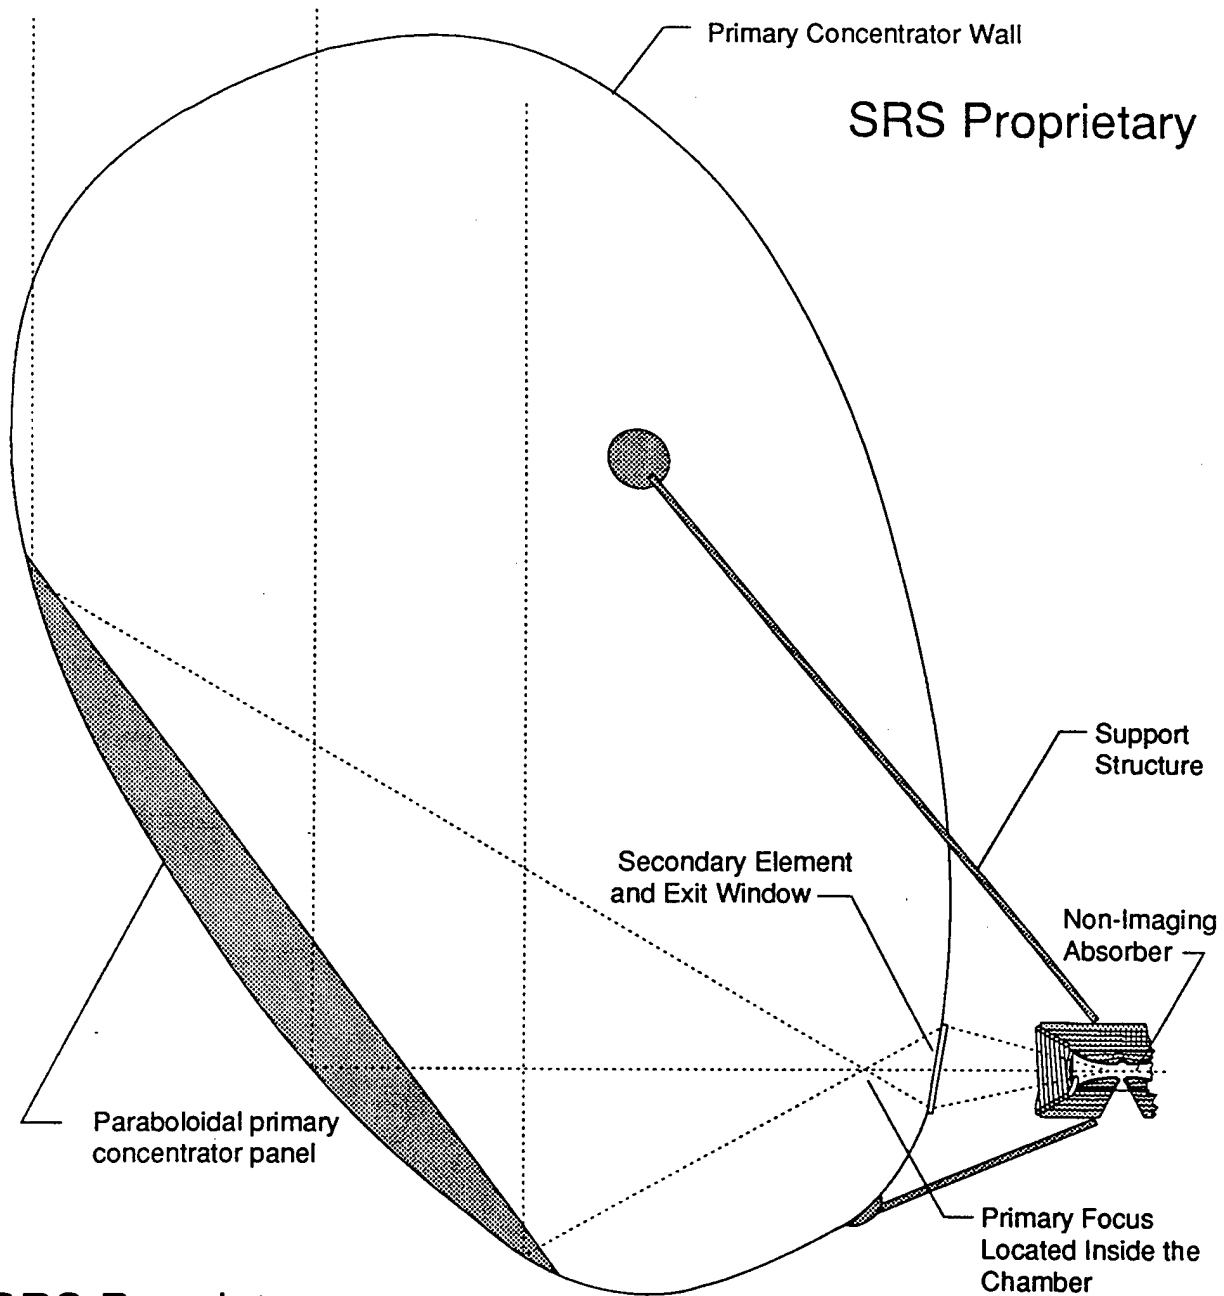 Primary Concentrator Wall
SRS Proprietary
Support
Structure
Secondary Element
and Exit Window
Non-Imaging
Absorber
Paraboloidal primary
concentrator panel
Primary Focus
Located Inside the
Chamber